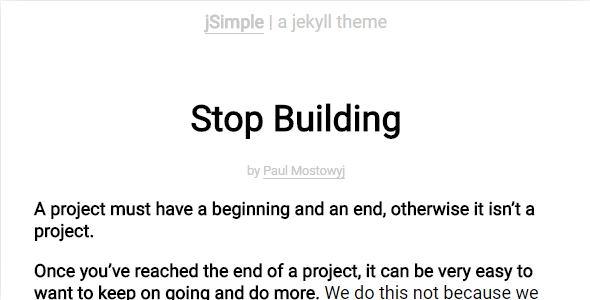 jSimple | a jekyll theme
Stop Building
by Paul Mostowyj
A project must have a beginning and an end, otherwise it isn’t a
project.
Once you’ve reached the end of a project, it can be very easy to
want to keep on going and do more. We do this not because we